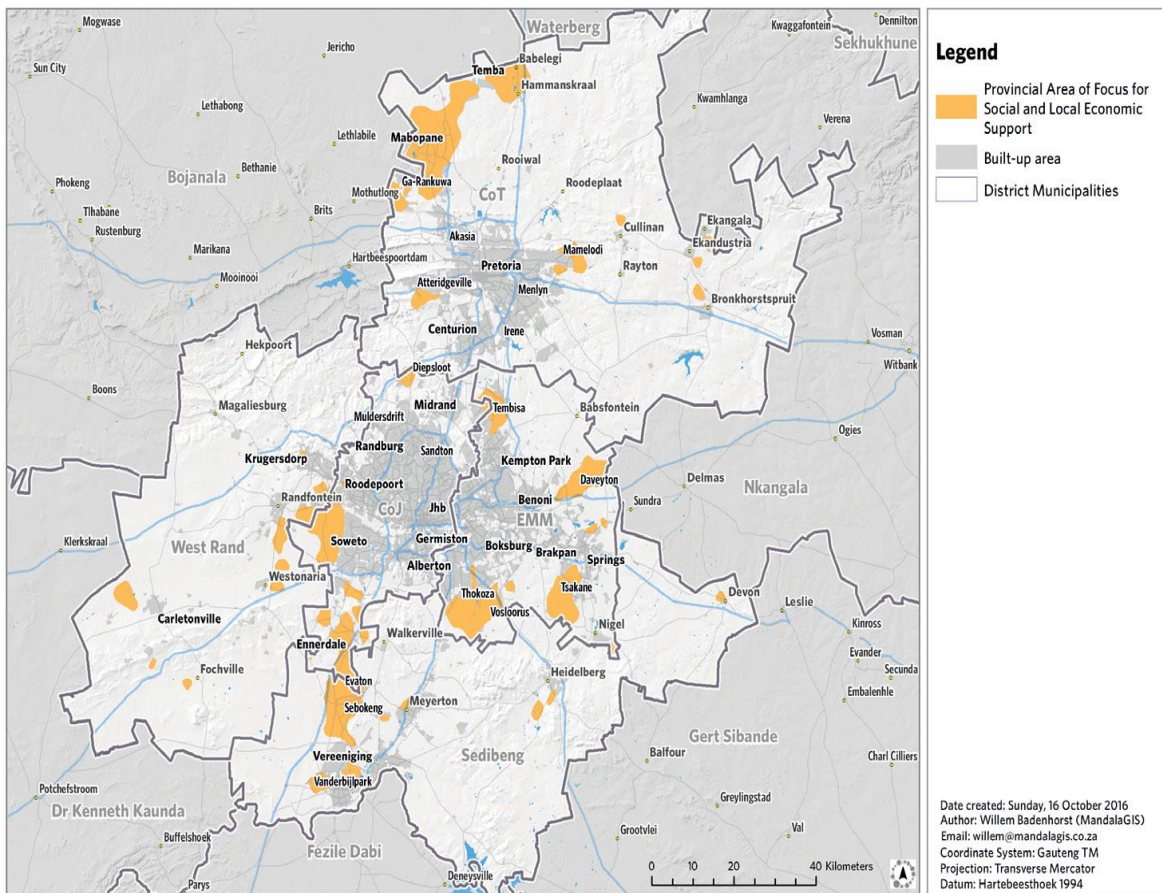 Mogwase
Waterberg
Kwaggafontein
Dennilton
Sekhukhune
Jericho
Sun City
Babelegi
Temba
Hammanskraal
Lethabong
Kwamhlanga
Verena
Mabopane
Lethlabile
Rooiwal
Bethanie
Bojanala
Ga-Rankuwa
Phokeng
Mothutlong
CoT
Roodeplaat
Tlhabane
Brits
Rustenburg
Cullinan
Ekangala
Akasia
Ekandustria
Marikana
Hartbeespoortdam
Mamelodi
Pretoria
Rayton
Mooinooi
Atteridgeville
Menlyn
Bronkhorstspruit
Centurion
Irene
Vosman
Hekpoort
Witbank
Diepsloot
Boons
Magaliesburg
Midrand
Tembisa
Babsfontein
Muldersdrift
Ogies
Randburg
Sandton
Krugersdorp
Kempton Park
Roodepoort
Daveyton
Delmas
Nkangala
Randfontein
Benoni
Sundra
CoJ
Jhb
EMM
Klerkskraal
West Rand
Soweto
Germiston
Boksburg
Brakpan
Springs
Alberton
Westonaria
Thokoza
Tsakane
Devon
Leslie
Carletonville
Vosloorus
Nigel
Kinross
Ennerdale
Walkerville
Evander
Fochville
Secunda
Evaton
Heidelberg
Embalenhle
Sebokeng
Meyerton
Gert Sibande
Vereeniging
Sedibeng
Balfour
Charl Cilliers
Vanderbijlpark
Potchefstroom
Dr Kenneth Kaunda
Greylingstad
Buffelshoek
Fezile Dabi
Grootvlei
Val
Parys
Deneysville
0 10 20 40 Kilometers
Legend
Provincial Area of Focus for
Social and Local Economic
Support
Built-up area
District Municipalities
Date created: Sunday, 16 October 2016
Author: Willem Badenhorst (MandalaGIS)
Email: willem@mandalagis.co.za
Coordinate System: Gauteng TM
Projection: Transverse Mercator
Datum: Hartebeesthoek 1994